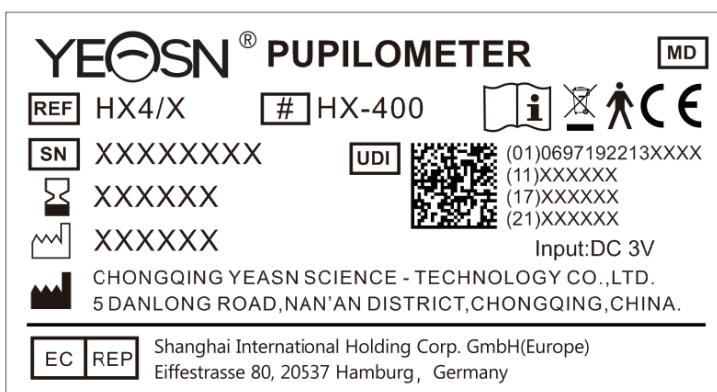 YEASN® PUPILOMETER MD
REF HX4/X # HX-400
SN XXXXXXXX UDI (01)0697192213XXXX
(11)XXXXXX
XXXXXX (17)XXXXXX
(21)XXXXXX
XXXXXX Input:DC 3V
CHONGQING YEASN SCIENCE - TECHNOLOGY CO.,LTD.
5 DANLONG ROAD,NAN'AN DISTRICT,CHONGQING,CHINA.
EC REP Shanghai International Holding Corp. GmbH(Europe)
Eiffestrasse 80, 20537 Hamburg, Germany